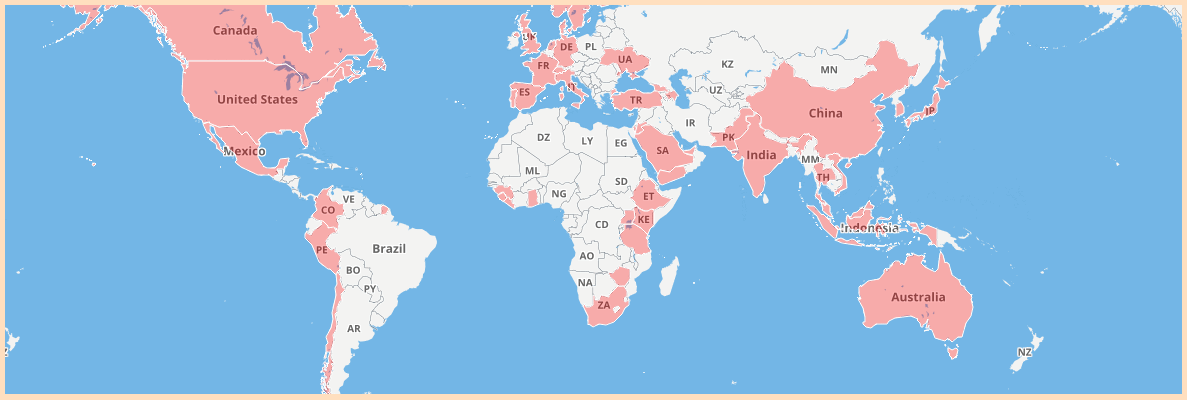 Canada
UK
DE
PL
FR
UA
KZ
MN
United States
ES
IT
TR
UZ
China
JP
Mexico
DZ
LY
EG
IR
PK
SA
India
MM
ML
NG
SD
TH
CO
VE
ET
KE
CD
Indonesia
PE
Brazil
BO
AO
PY
NA
Australia
AR
ZA
NZ